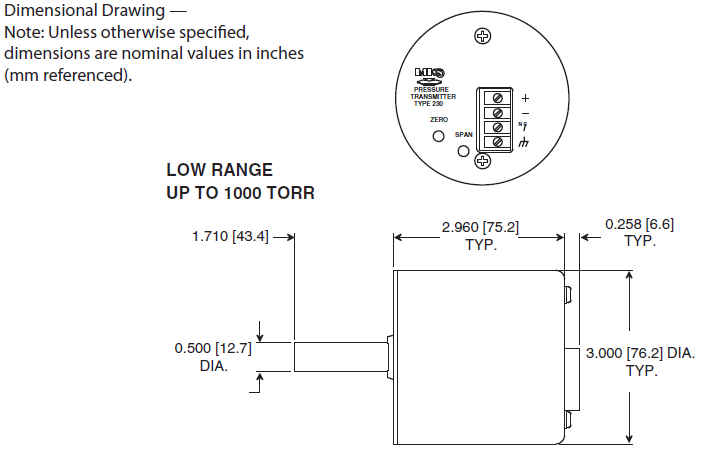 Dimensional Drawing —
Note: Unless otherwise specified,
dimensions are nominal values in inches
(mm referenced).
PRESSURE
TRANSMITTER
TYPE 230
ZERO
SPAN
+
−
LOW RANGE
UP TO 1000 TORR
1.710 [43.4]
2.960 [75.2]
TYP.
0.258 [6.6]
TYP.
0.500 [12.7]
DIA.
3.000 [76.2] DIA.
TYP.